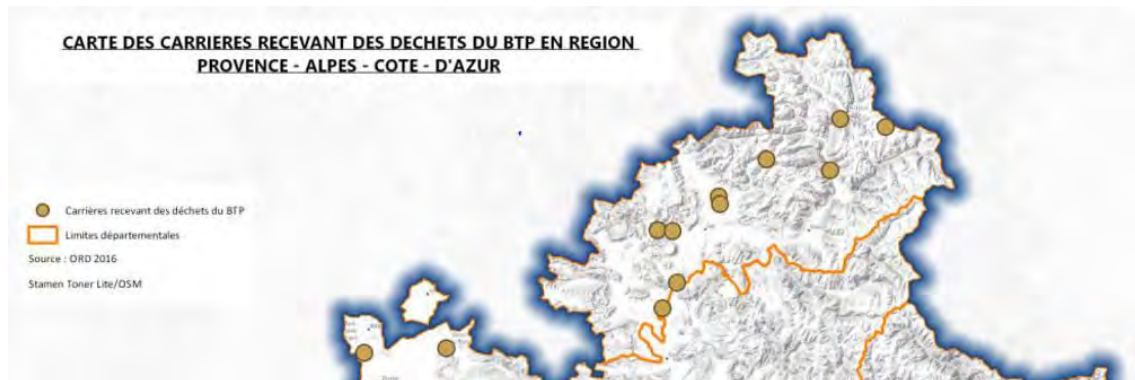 CARTE DES CARRIERES RECEVANT DES DECHETS DU BTP EN REGION
PROVENCE - ALPES - COTE - D'AZUR
Carrières recevant des déchets du BTP
Limites départementales
Source : ORD 2016
Stamen Toner Lite/OSM